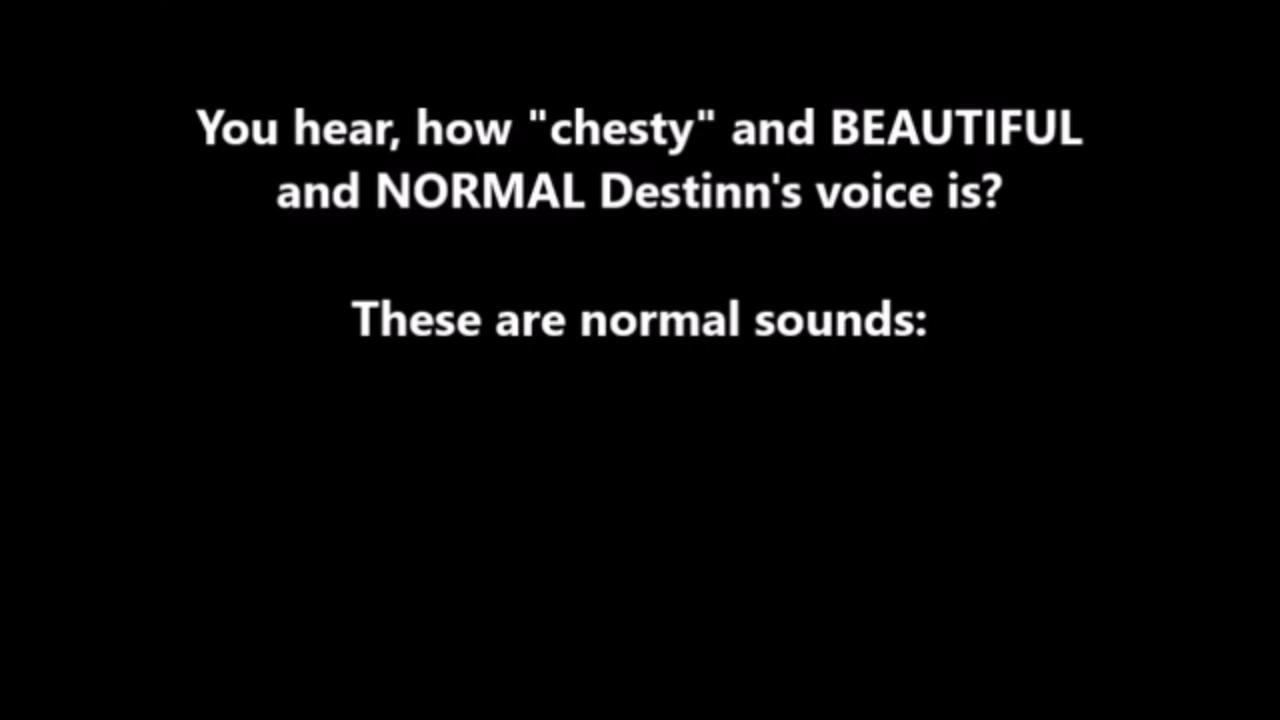 You hear, how "chesty" and BEAUTIFUL
and NORMAL Destinn's voice is?
These are normal sounds: